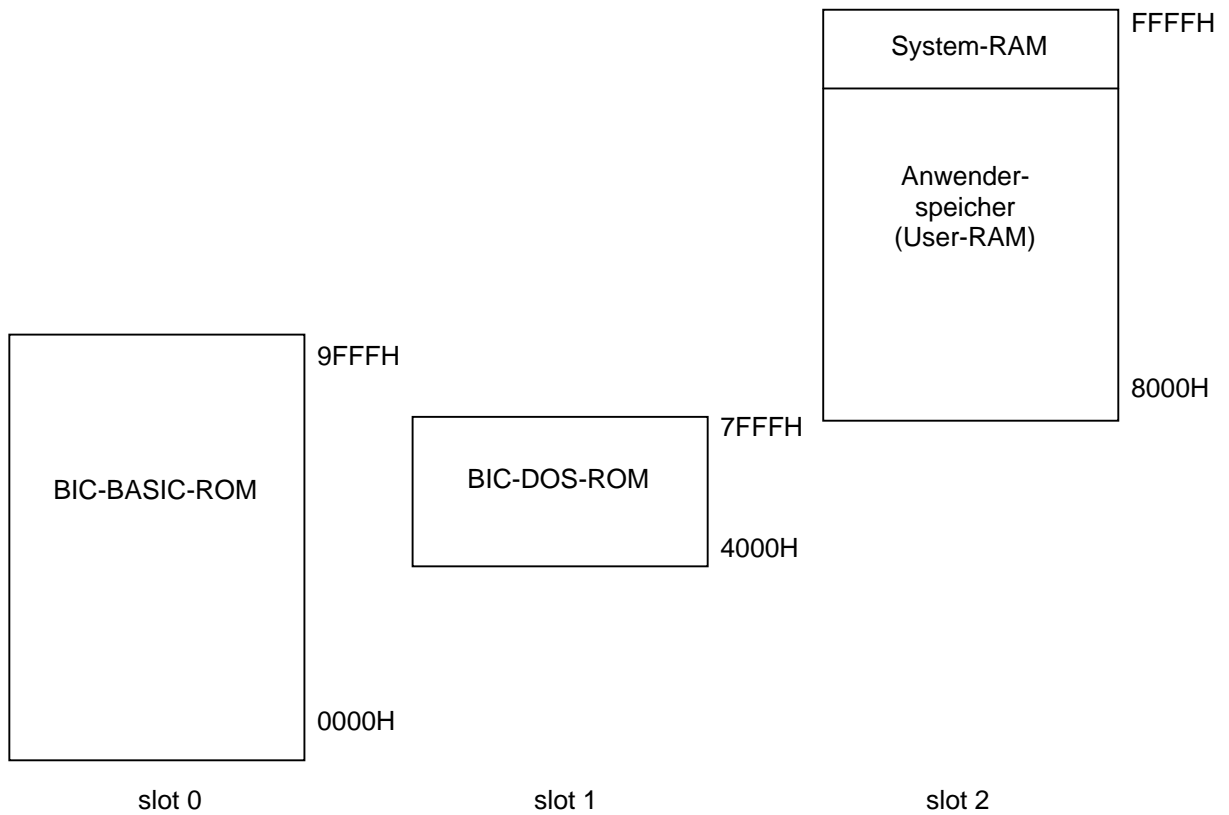 FFFFH
System-RAM
Anwender-
speicher
(User-RAM)
8000H
9FFFH
BIC-BASIC-ROM
0000H
7FFFH
BIC-DOS-ROM
4000H
slot 0
slot 1
slot 2